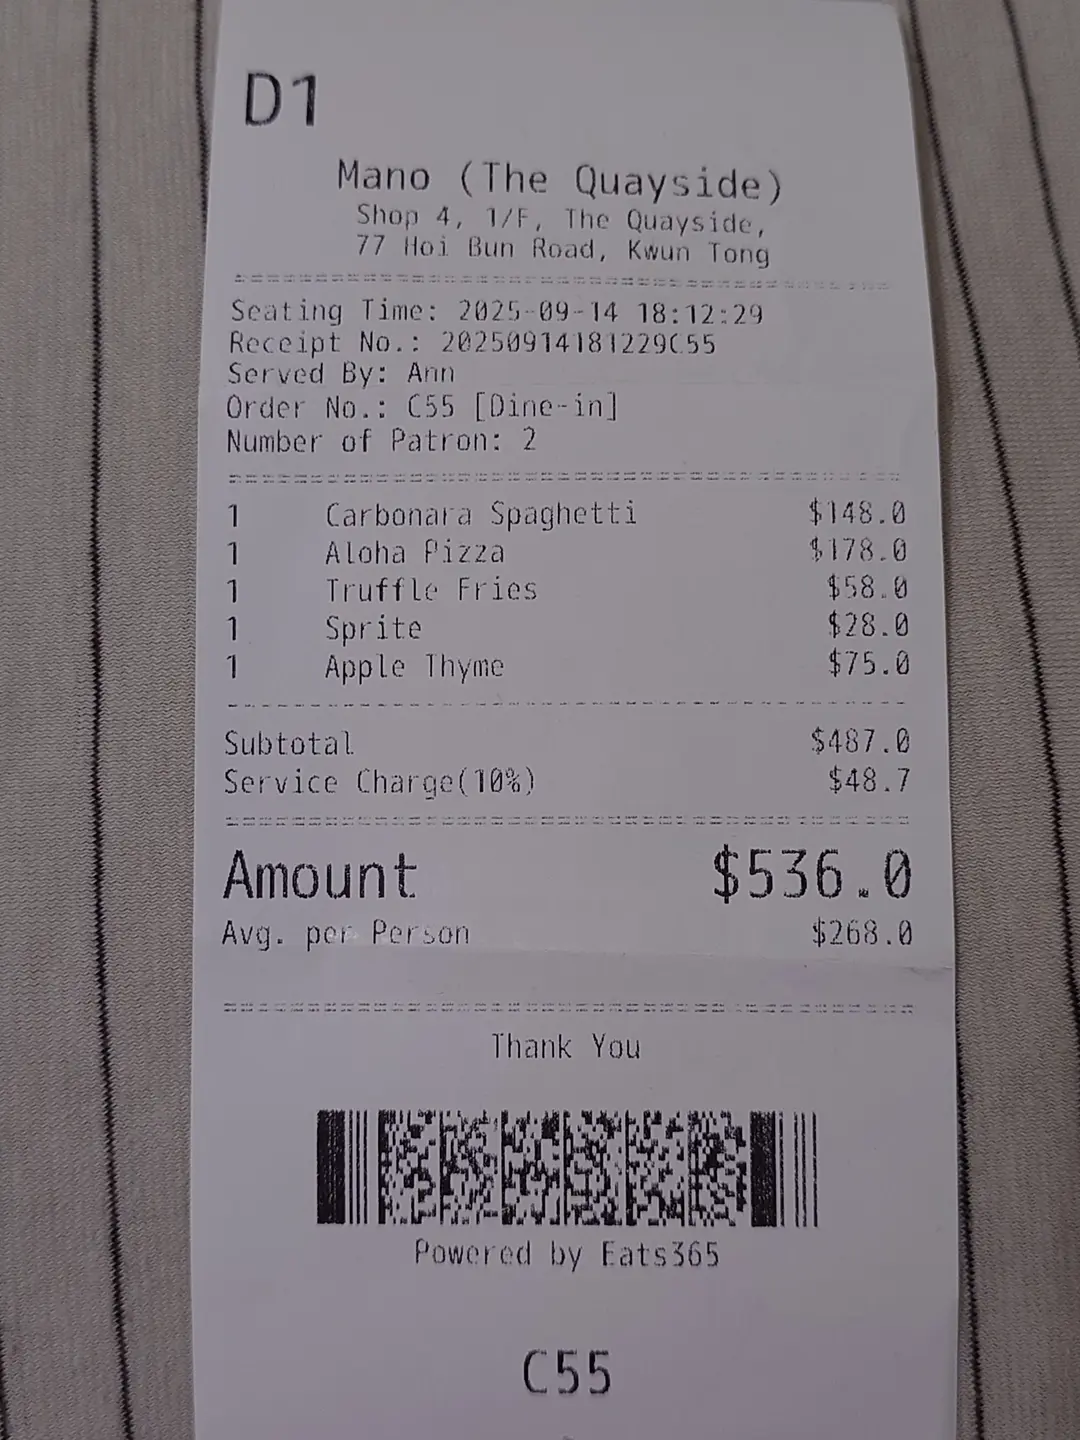 D1
Mano (The Quayside)
Shop 4, 1/F, The Quayside,
77 Hoi Bun Road, Kwun Tong
Seating Time: 2025-09-14 18:12:29
Receipt No.: 20250914181229C55
Served By: Ann
Order No.: C55 [Dine-in]
Number of Patron: 2
1 Carbonara Spaghetti $148.0
1 Aloha Pizza $178.0
1 Truffle Fries $58.0
1 Sprite $28.0
1 Apple Thyme $75.0
Subtotal $487.0
Service Charge(10%) $48.7
Amount $536.0
Avg. per Person $268.0
Thank You
Powered by Eats365
C55